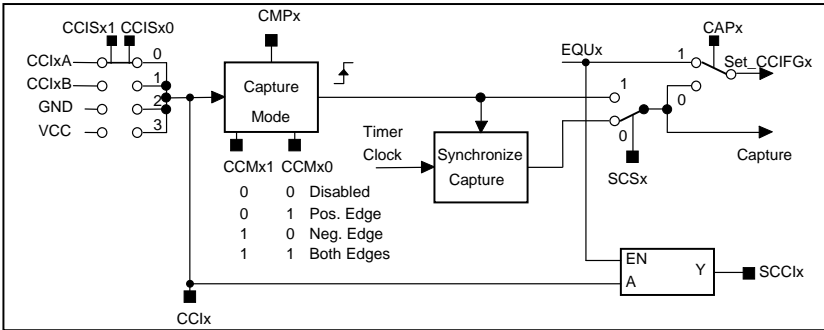 CCISx1 CCISx0
CMPx
CAPx
CCIxA 0
CCIxB 1
GND 2
VCC 3
Capture
Mode
EQUx
1
Set_CCIFGx
0
1
0
Timer
Clock
Synchronize
Capture
SCSx
Capture
CCMx1 CCMx0
0 0 Disabled
0 1 Pos. Edge
1 0 Neg. Edge
1 1 Both Edges
EN
A
Y
SCCIx
CCIx